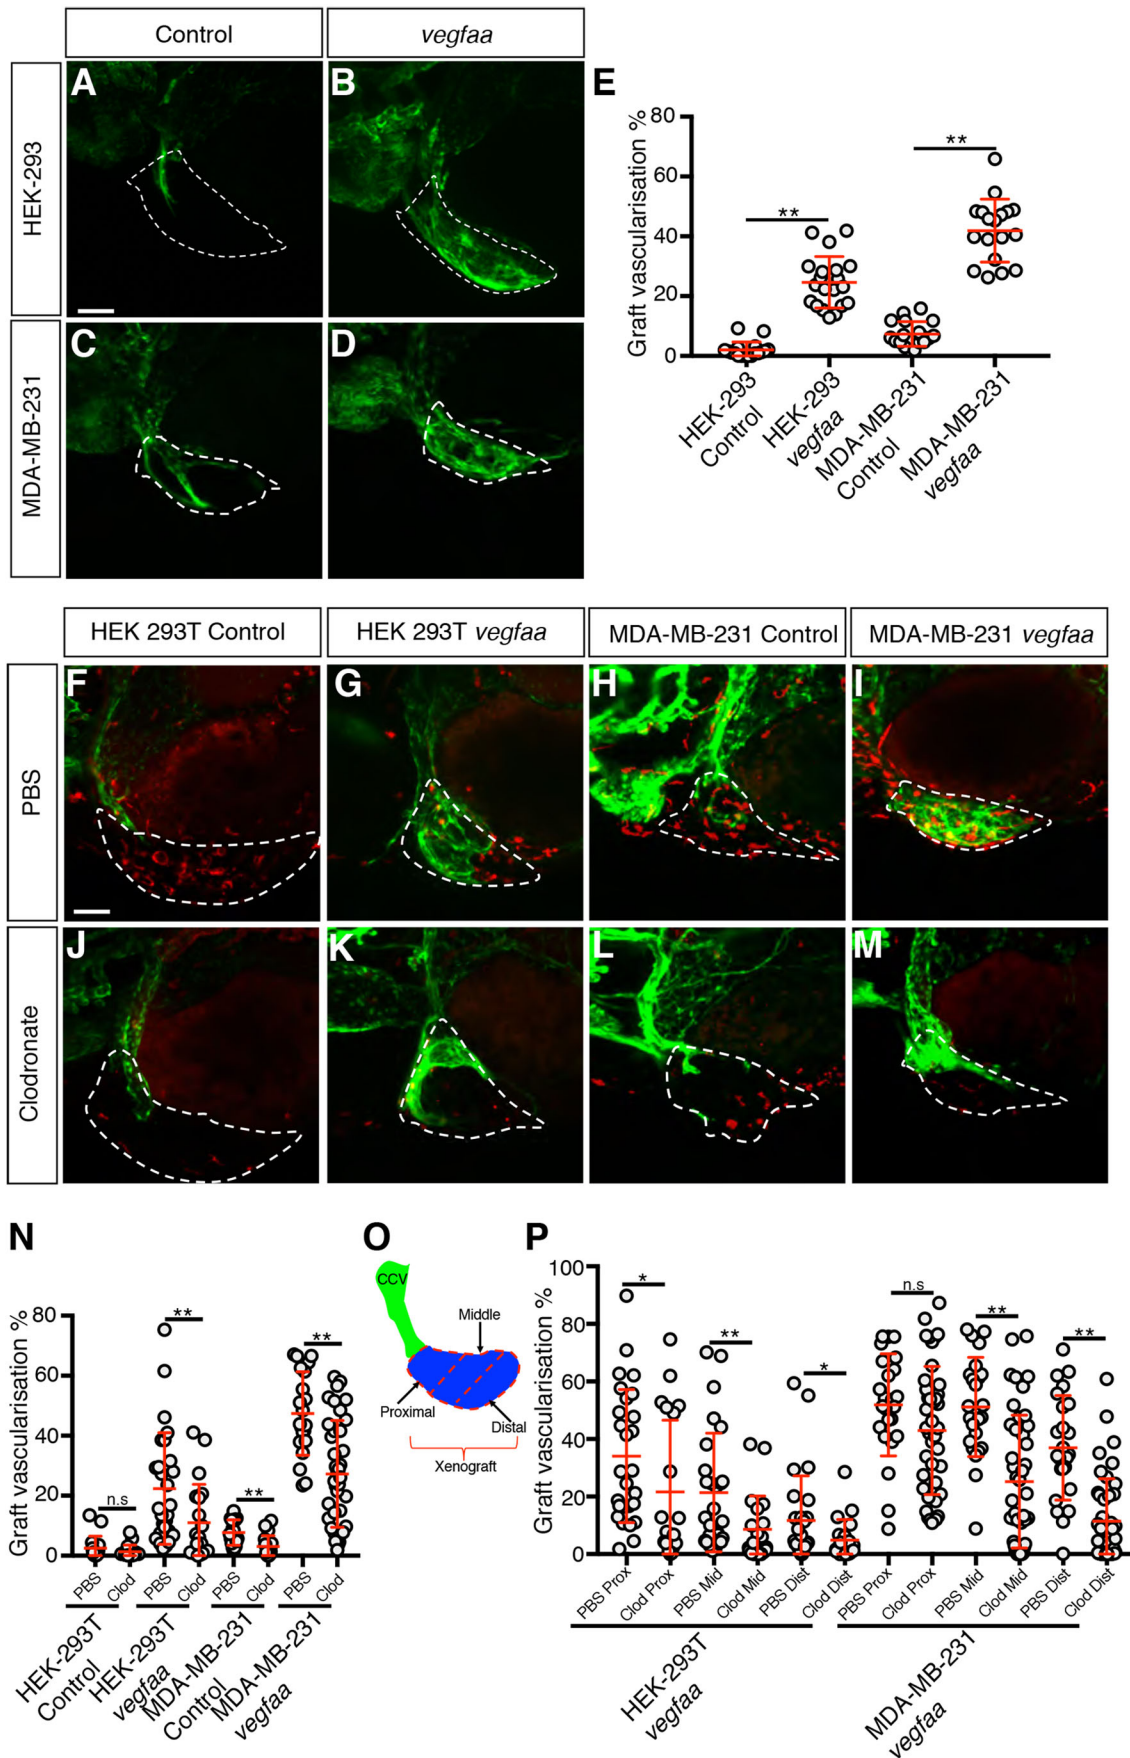 Control
vegfaa
HEK-293
MDA-MB-231
A
B
C
D
E
Graft vascularisation %
80
60
40
20
0
**
**
HEK-293
Control
HEK-293
vegfaa
MDA-MB-231
Control
MDA-MB-231
vegfaa
HEK 293T Control
HEK 293T vegfaa
MDA-MB-231 Control
MDA-MB-231 vegfaa
PBS
Clodronate
F
G
H
I
J
K
L
M
N
Graft vascularisation %
80
60
40
20
0
n.s
**
**
**
PBS
Clod
PBS
Clod
PBS
Clod
PBS
Clod
HEK-293T
Control
HEK-293T
vegfaa
MDA-MB-231
Control
MDA-MB-231
vegfaa
O
CCV
Middle
Proximal
Distal
Xenograft
P
Graft vascularisation %
100
80
60
40
20
0
*
**
*
n.s
**
**
PBS Prox
Clod Prox
PBS Mid
Clod Mid
PBS Dist
Clod Dist
PBS Prox
Clod Prox
PBS Mid
Clod Mid
PBS Dist
Clod Dist
HEK-293T
vegfaa
MDA-MB-231
vegfaa